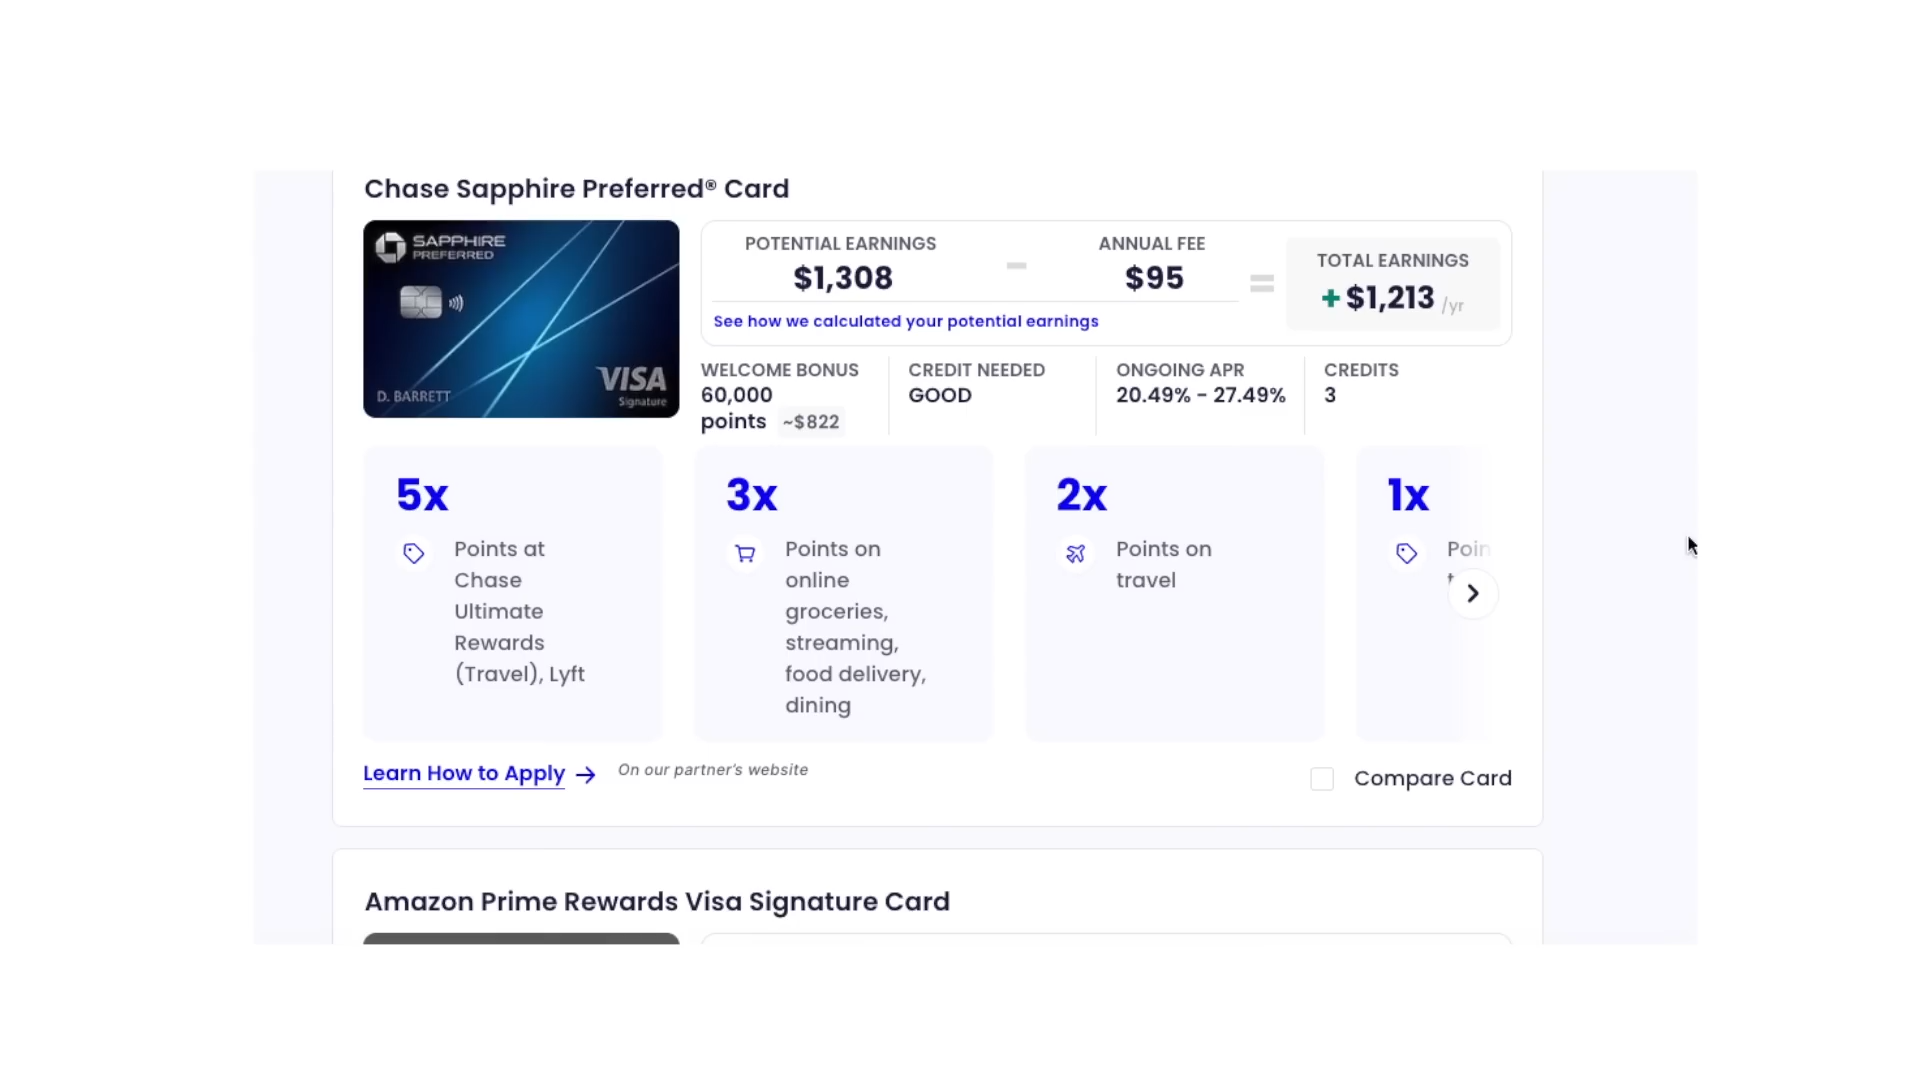 Chase Sapphire Preferred® Card
SAPPHIRE
PREFERRED
D. BARRETT
VISA
Signature
POTENTIAL EARNINGS
$1,308
-
ANNUAL FEE
$95
=
TOTAL EARNINGS
+$1,213 /yr
See how we calculated your potential earnings
WELCOME BONUS
60,000
points ~$822
CREDIT NEEDED
GOOD
ONGOING APR
20.49% - 27.49%
CREDITS
3
5x
Points at
Chase
Ultimate
Rewards
(Travel), Lyft
3x
Points on
online
groceries,
streaming,
food delivery,
dining
2x
Points on
travel
1x
Poin
Learn How to Apply →
On our partner's website
Compare Card
Amazon Prime Rewards Visa Signature Card